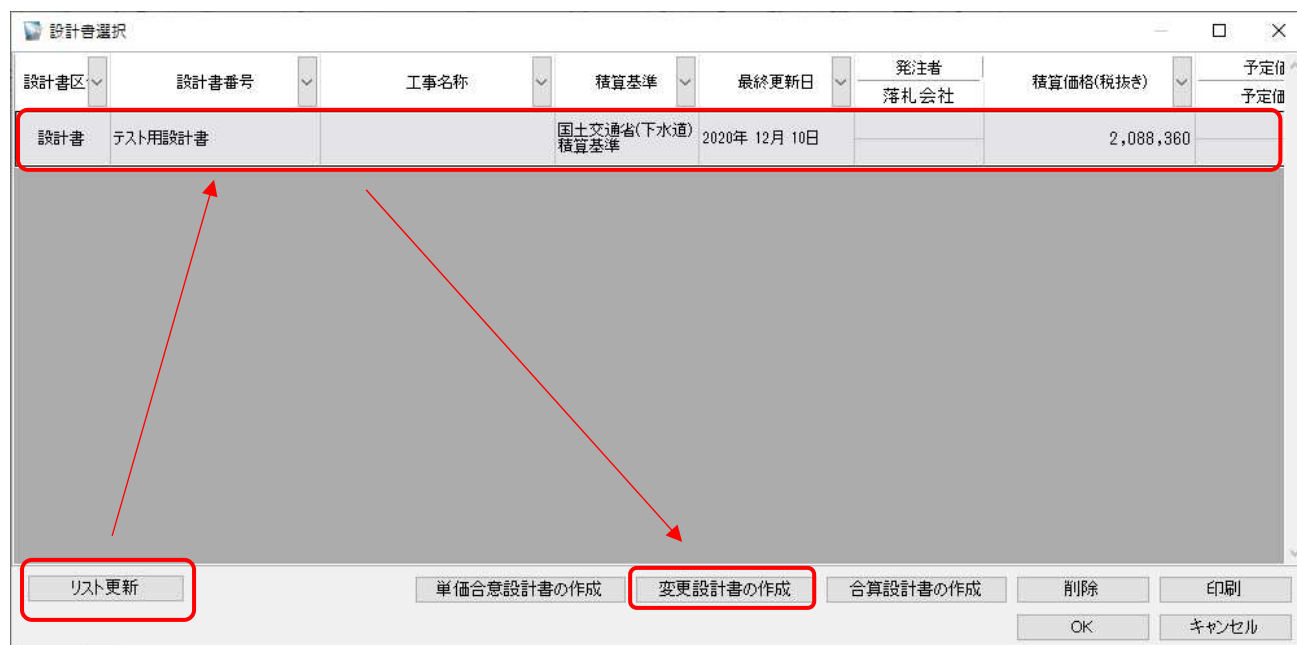 設計書選択
設計書区
設計書番号
工事名称
積算基準
最終更新日
発注者
落札会社
積算価格(税抜き)
予定価
予定価
設計書
テスト用設計書
国土交通省(下水道)
積算基準
2020年 12月 10日
2,088,360
リスト更新
単価合意設計書の作成
変更設計書の作成
合算設計書の作成
削除
印刷
OK
キャンセル